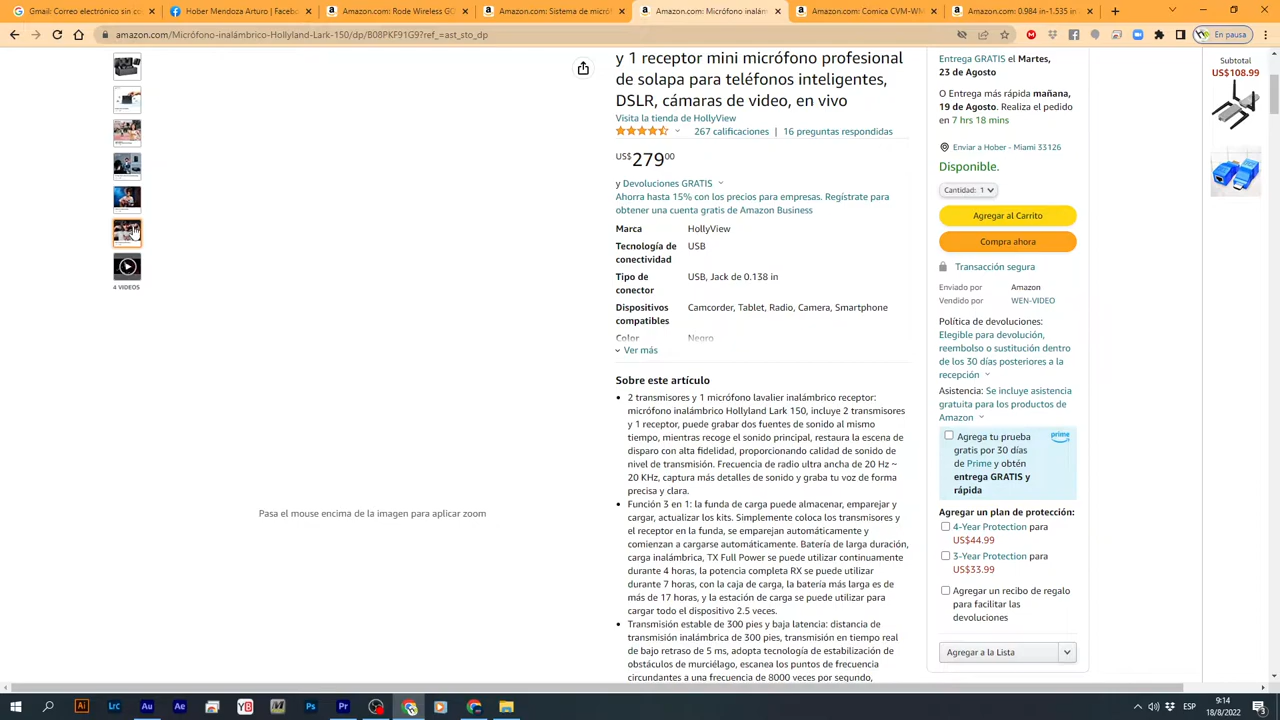 Gmail: Correo electrónico sin co
Hober Mendoza Arturo | Faceb
Amazon.com: Rode Wireless GO
Amazon.com: Sistema de micró
Amazon.com: Micrófono inalám
Amazon.com: Comica CVM-WM
Amazon.com: 0.984 in-1.535 in
amazon.com/Micrófono-inalámbrico-Hollyland-Lark-150/dp/B08PKF91G9?ref_=ast_sto_dp
En pausa
4 VIDEOS
Pasa el mouse encima de la imagen para aplicar zoom
y 1 receptor mini micrófono profesional
de solapa para teléfonos inteligentes,
DSLR, cámaras de video, en vivo
Visita la tienda de HollyView
267 calificaciones | 16 preguntas respondidas
US$27900
y Devoluciones GRATIS
Ahorra hasta 15% con los precios para empresas. Regístrate para
obtener una cuenta gratis de Amazon Business
Marca HollyView
Tecnología de USB
conectividad
Tipo de USB, Jack de 0.138 in
conector
Dispositivos Camcorder, Tablet, Radio, Camera, Smartphone
compatibles
Color Negro
Ver más
Sobre este artículo
• 2 transmisores y 1 micrófono lavalier inalámbrico receptor:
micrófono inalámbrico Hollyland Lark 150, incluye 2 transmisores
y 1 receptor, puede grabar dos fuentes de sonido al mismo
tiempo, mientras recoge el sonido principal, restaura la escena de
disparo con alta fidelidad, proporcionando calidad de sonido de
nivel de transmisión. Frecuencia de radio ultra ancha de 20 Hz ~
20 KHz, captura más detalles de sonido y graba tu voz de forma
precisa y clara.
• Función 3 en 1: la funda de carga puede almacenar, emparejar y
cargar, actualizar los kits. Simplemente coloca los transmisores y
el receptor en la funda, se emparejan automáticamente y
comienzan a cargarse automáticamente. Batería de larga duración,
carga inalámbrica, TX Full Power se puede utilizar continuamente
durante 4 horas, la potencia completa RX se puede utilizar
durante 7 horas, con la caja de carga, la batería más larga es de
más de 17 horas, y la estación de carga se puede utilizar para
cargar todo el dispositivo 2.5 veces.
• Transmisión estable de 300 pies y baja latencia: distancia de
transmisión inalámbrica de 300 pies, transmisión en tiempo real
de bajo retraso de 5 ms, adopta tecnología de estabilización de
obstáculos de murciélago, escanea los puntos de frecuencia
circundantes a una frecuencia de 8000 veces por segundo,
Entrega GRATIS el Martes,
23 de Agosto
O Entrega más rápida mañana,
19 de Agosto. Realiza el pedido
en 7 hrs 18 mins
Enviar a Hober - Miami 33126
Disponible.
Cantidad: 1
Agregar al Carrito
Compra ahora
Transacción segura
Enviado por Amazon
Vendido por WEN-VIDEO
Política de devoluciones:
Elegible para devolución,
reembolso o sustitución dentro
de los 30 días posteriores a la
recepción
Asistencia: Se incluye asistencia
gratuita para los productos de
Amazon
Agrega tu prueba prime
gratis por 30 días
de Prime y obtén
entrega GRATIS y
rápida
Agregar un plan de protección:
4-Year Protection para
US$44.99
3-Year Protection para
US$33.99
Agregar un recibo de regalo
para facilitar las
devoluciones
Agregar a la Lista
Subtotal
US$108.99
Ai
Lrc
Au
Ae
YB
Ps
Pr
ESP
9:14
18/8/2022